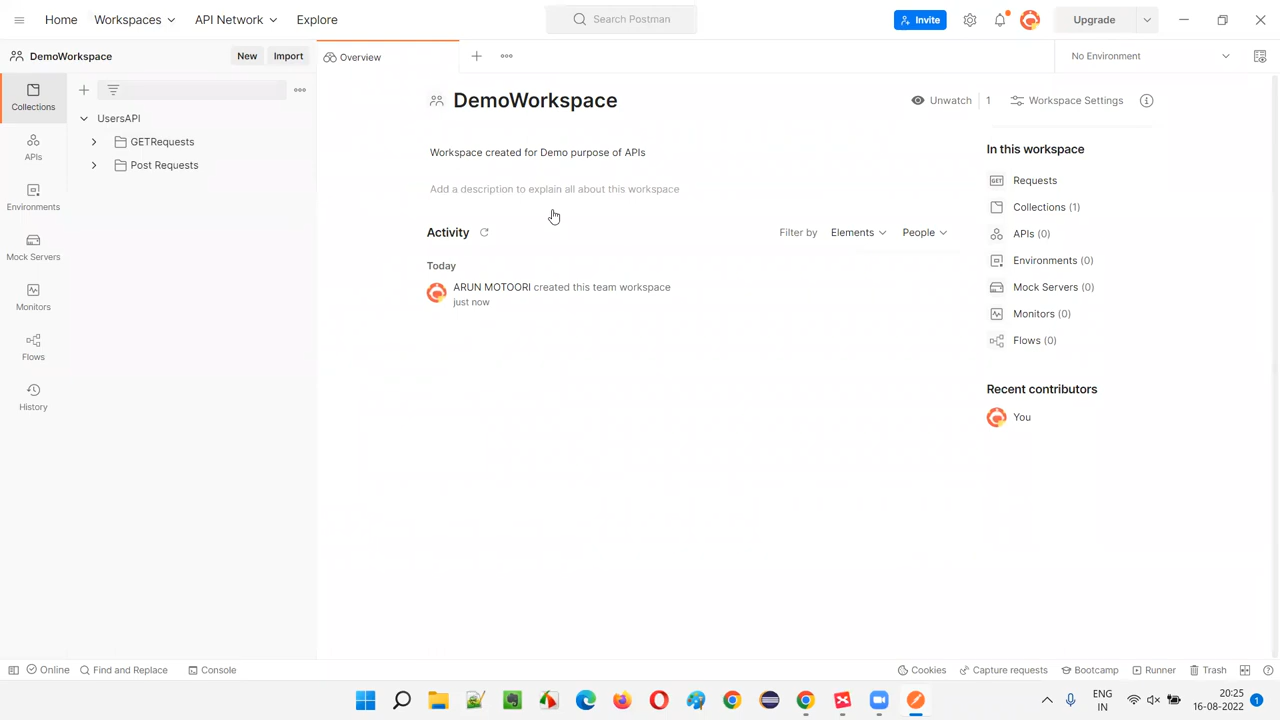 Home Workspaces API Network Explore Search Postman Invite Upgrade
DemoWorkspace New Import Overview No Environment
Collections
UsersAPI
GETRequests
Post Requests
APIs
Environments
Mock Servers
Monitors
Flows
History
DemoWorkspace Unwatch 1 Workspace Settings
Workspace created for Demo purpose of APIs
Add a description to explain all about this workspace
Activity Filter by Elements People
Today
ARUN MOTOORI created this team workspace
just now
In this workspace
GET Requests
Collections (1)
APIs (0)
Environments (0)
Mock Servers (0)
Monitors (0)
Flows (0)
Recent contributors
You
Online Find and Replace Console Cookies Capture requests Bootcamp Runner Trash
ENG 20:25
IN 16-08-2022 1